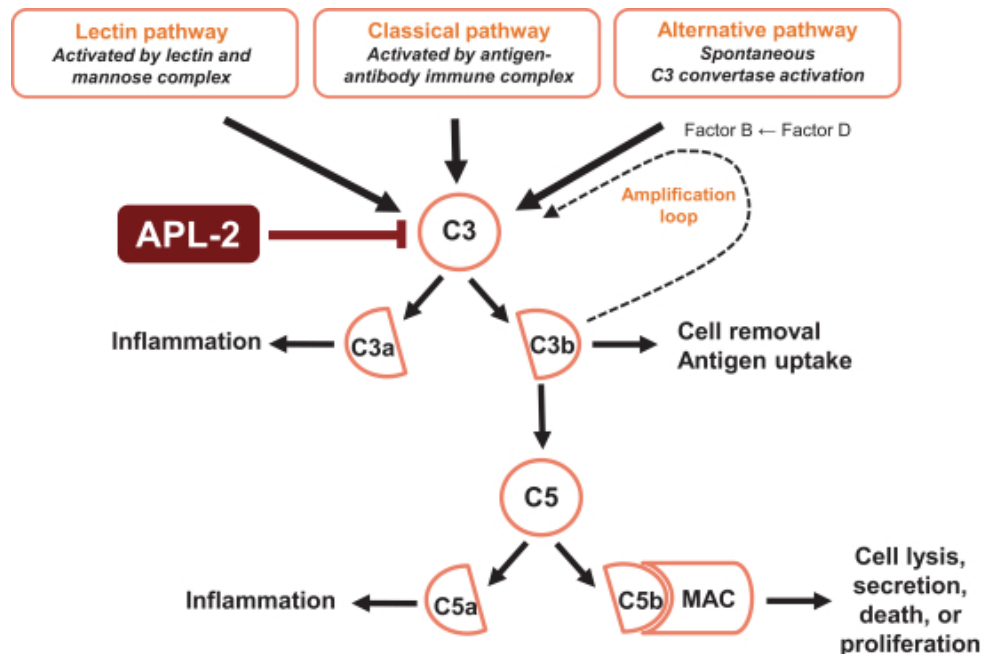 Lectin pathway
Activated by lectin and
mannose complex
Classical pathway
Activated by antigen-
antibody immune complex
Alternative pathway
Spontaneous
C3 convertase activation
Factor B ← Factor D
Amplification
loop
APL-2
C3
Inflammation
C3a
C3b
Cell removal
Antigen uptake
C5
Inflammation
C5a
C5b
MAC
Cell lysis,
secretion,
death, or
proliferation